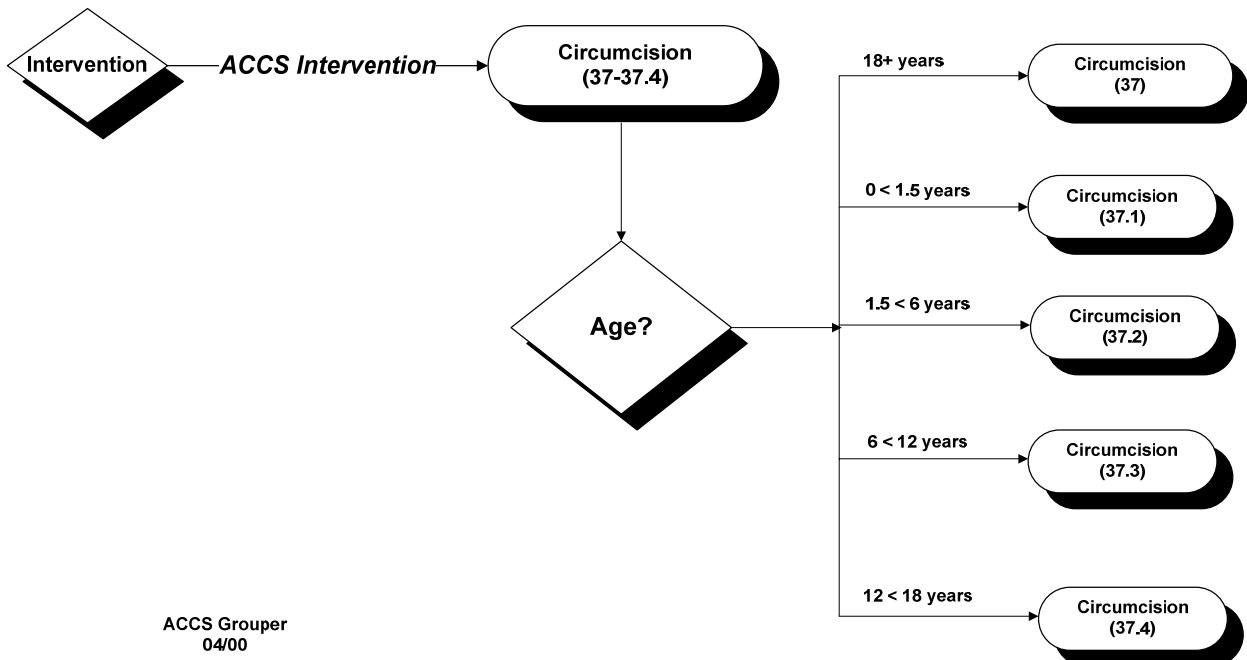 Intervention
ACCS Intervention
Circumcision
(37-37.4)
Age?
18+ years
Circumcision
(37)
0 < 1.5 years
Circumcision
(37.1)
1.5 < 6 years
Circumcision
(37.2)
6 < 12 years
Circumcision
(37.3)
12 < 18 years
Circumcision
(37.4)
ACCS Grouper
04/00